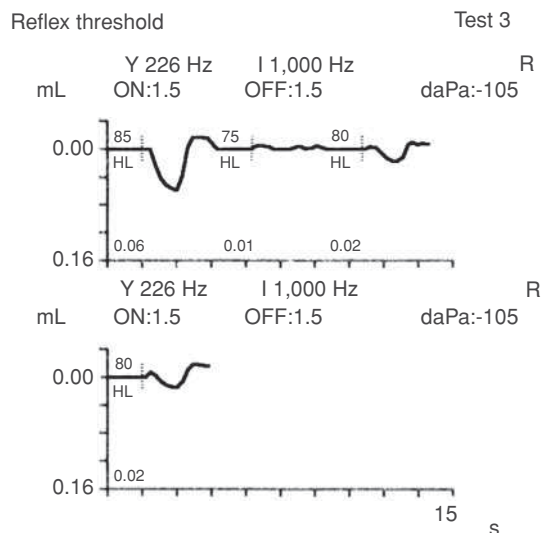 Reflex threshold Test 3
Y 226 Hz I 1,000 Hz R
mL ON:1.5 OFF:1.5 daPa:-105
85 75 80
0.00
HL HL HL
0.06 0.01 0.02
0.16
Y 226 Hz I 1,000 Hz R
mL ON:1.5 OFF:1.5 daPa:-105
80
0.00
HL
0.02
0.16
15
s